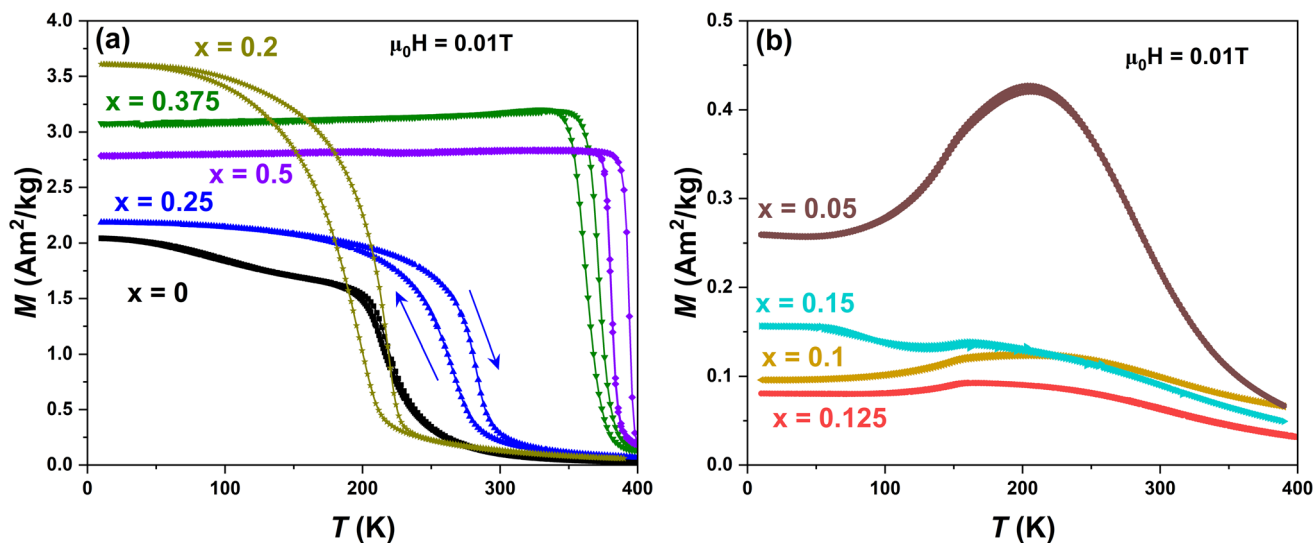 (a)
μ₀H = 0.01T
x = 0.2
x = 0.375
x = 0.5
x = 0.25
x = 0
4.0
3.5
3.0
2.5
2.0
1.5
1.0
0.5
0.0
M (Am²/kg)
0 100 200 300 400
T (K)
(b)
μ₀H = 0.01T
x = 0.05
x = 0.15
x = 0.1
x = 0.125
0.5
0.4
0.3
0.2
0.1
0.0
M (Am²/kg)
0 100 200 300 400
T (K)